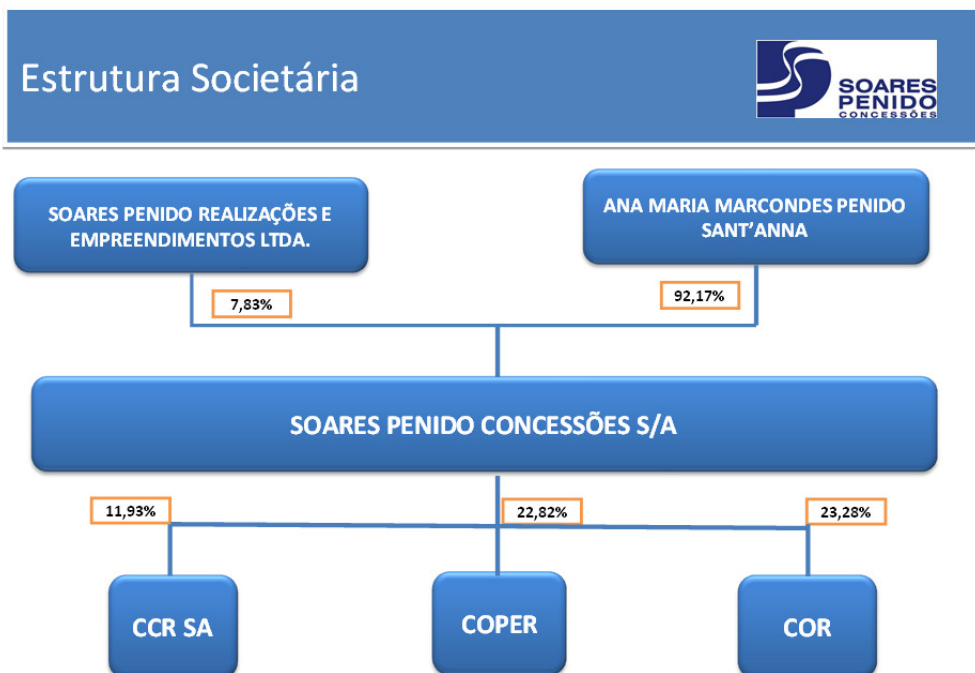 Estrutura Societária
SOARES
PENIDO
CONCESSÕES
SOARES PENIDO REALIZAÇÕES E
EMPREENDIMENTOS LTDA.
ANA MARIA MARCONDES PENIDO
SANT'ANNA
7,83%
92,17%
SOARES PENIDO CONCESSÕES S/A
11,93%
22,82%
23,28%
CCR SA
COPER
COR